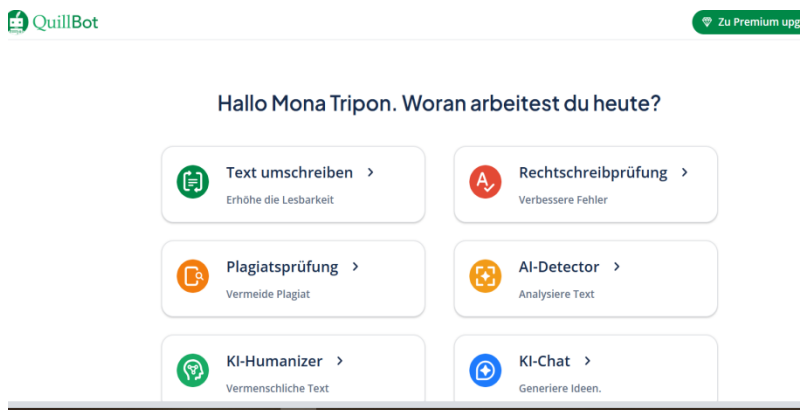 QuillBot
Zu Premium upg
Hallo Mona Tripon. Woran arbeitest du heute?
Text umschreiben
Erhöhe die Lesbarkeit
Rechtschreibprüfung
Verbessere Fehler
Plagiatsprüfung
Vermeide Plagiat
AI-Detector
Analysiere Text
KI-Humanizer
Vermenschliche Text
KI-Chat
Generiere Ideen.